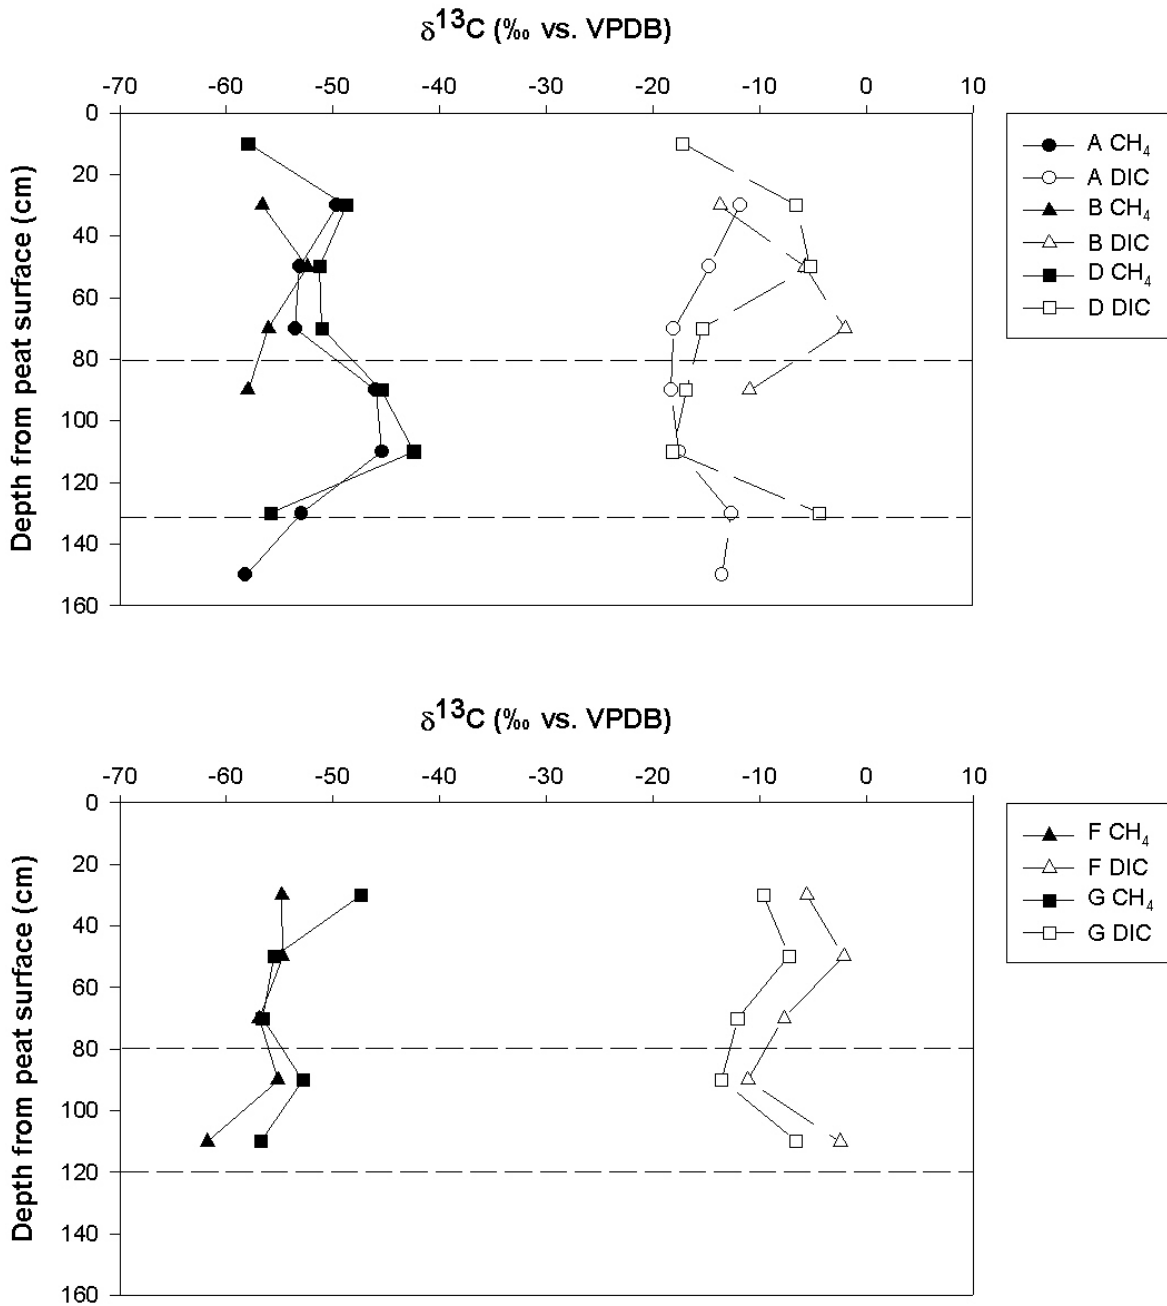 δ¹³C (‰ vs. VPDB)
-70 -60 -50 -40 -30 -20 -10 0 10
0
20
40
60
80
100
120
140
160
Depth from peat surface (cm)
A CH₄
A DIC
B CH₄
B DIC
D CH₄
D DIC
δ¹³C (‰ vs. VPDB)
-70 -60 -50 -40 -30 -20 -10 0 10
0
20
40
60
80
100
120
140
160
Depth from peat surface (cm)
F CH₄
F DIC
G CH₄
G DIC